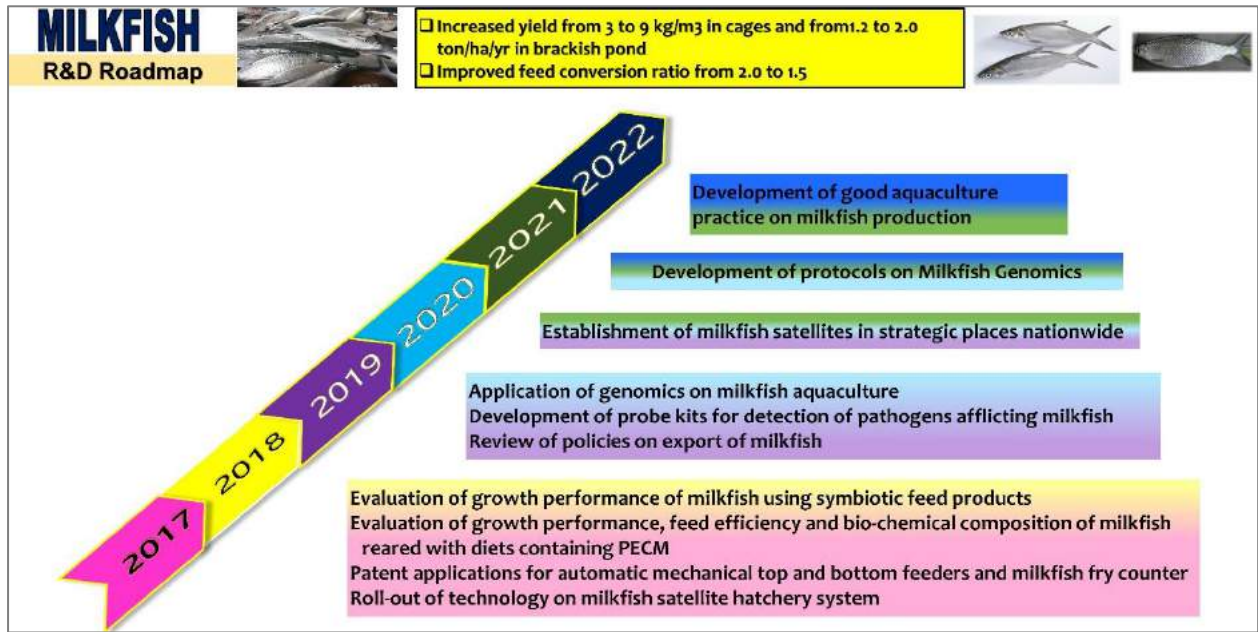 MILKFISH
R&D Roadmap
Increased yield from 3 to 9 kg/m3 in cages and from1.2 to 2.0
ton/ha/yr in brackish pond
Improved feed conversion ratio from 2.0 to 1.5
2022
2021
2020
2019
2018
2017
Development of good aquaculture
practice on milkfish production
Development of protocols on Milkfish Genomics
Establishment of milkfish satellites in strategic places nationwide
Application of genomics on milkfish aquaculture
Development of probe kits for detection of pathogens afflicting milkfish
Review of policies on export of milkfish
Evaluation of growth performance of milkfish using symbiotic feed products
Evaluation of growth performance, feed efficiency and bio-chemical composition of milkfish
reared with diets containing PECM
Patent applications for automatic mechanical top and bottom feeders and milkfish fry counter
Roll-out of technology on milkfish satellite hatchery system